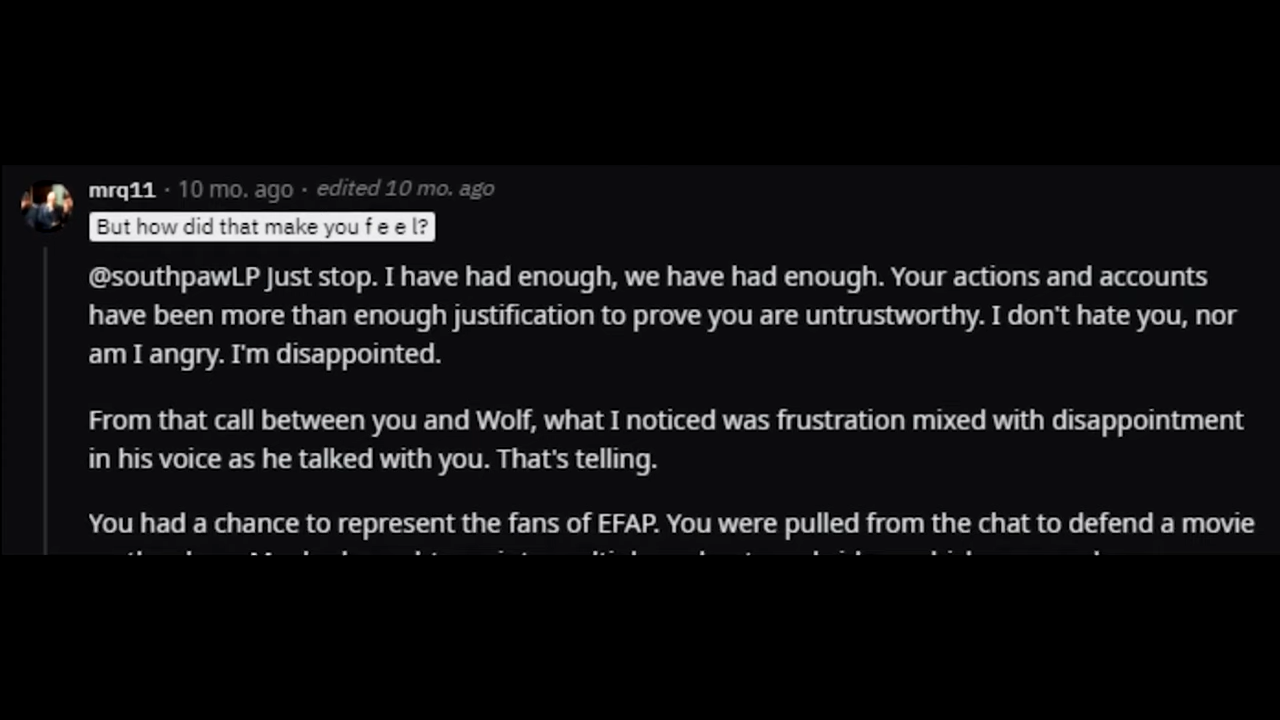 mrq11 · 10 mo. ago · edited 10 mo. ago
But how did that make you f e e l?
@southpawLP Just stop. I have had enough, we have had enough. Your actions and accounts
have been more than enough justification to prove you are untrustworthy. I don't hate you, nor
am I angry. I'm disappointed.
From that call between you and Wolf, what I noticed was frustration mixed with disappointment
in his voice as he talked with you. That's telling.
You had a chance to represent the fans of EFAP. You were pulled from the chat to defend a movie